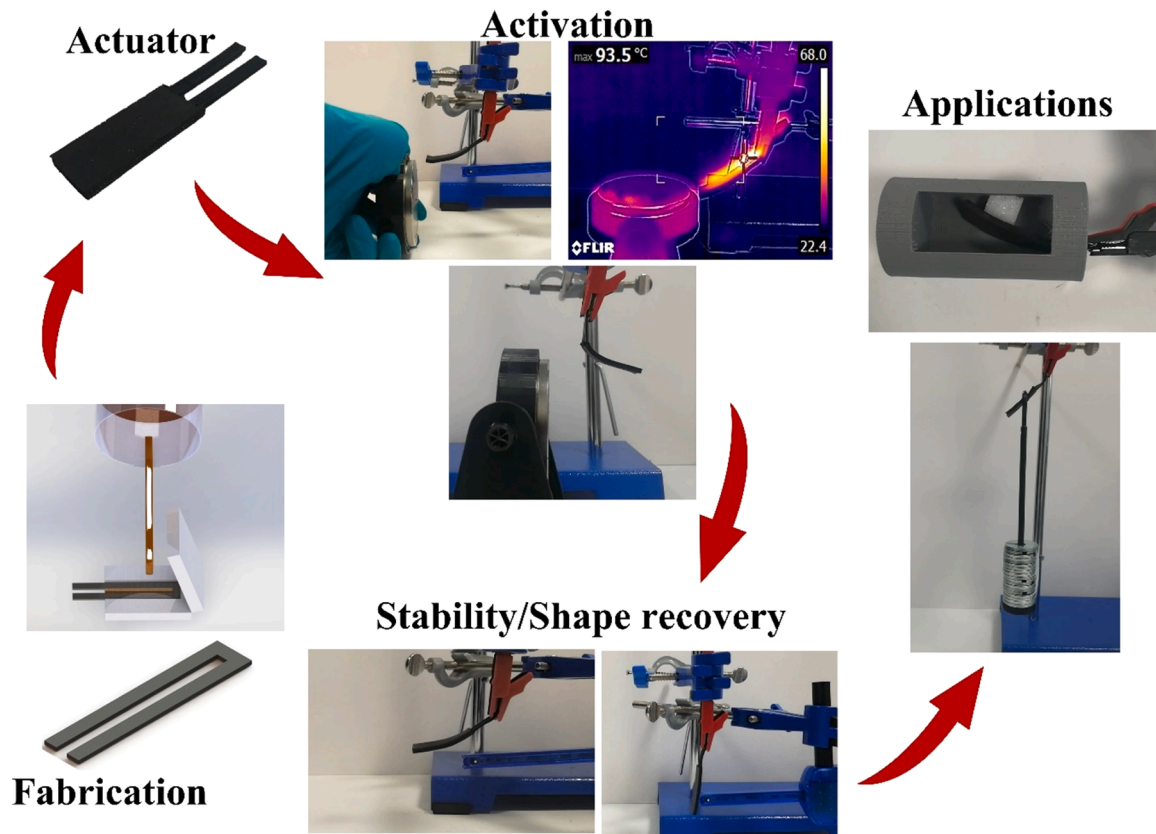 Actuator
Activation
max 93.5 °C
68.0
FLIR
22.4
Applications
Stability/Shape recovery
Fabrication